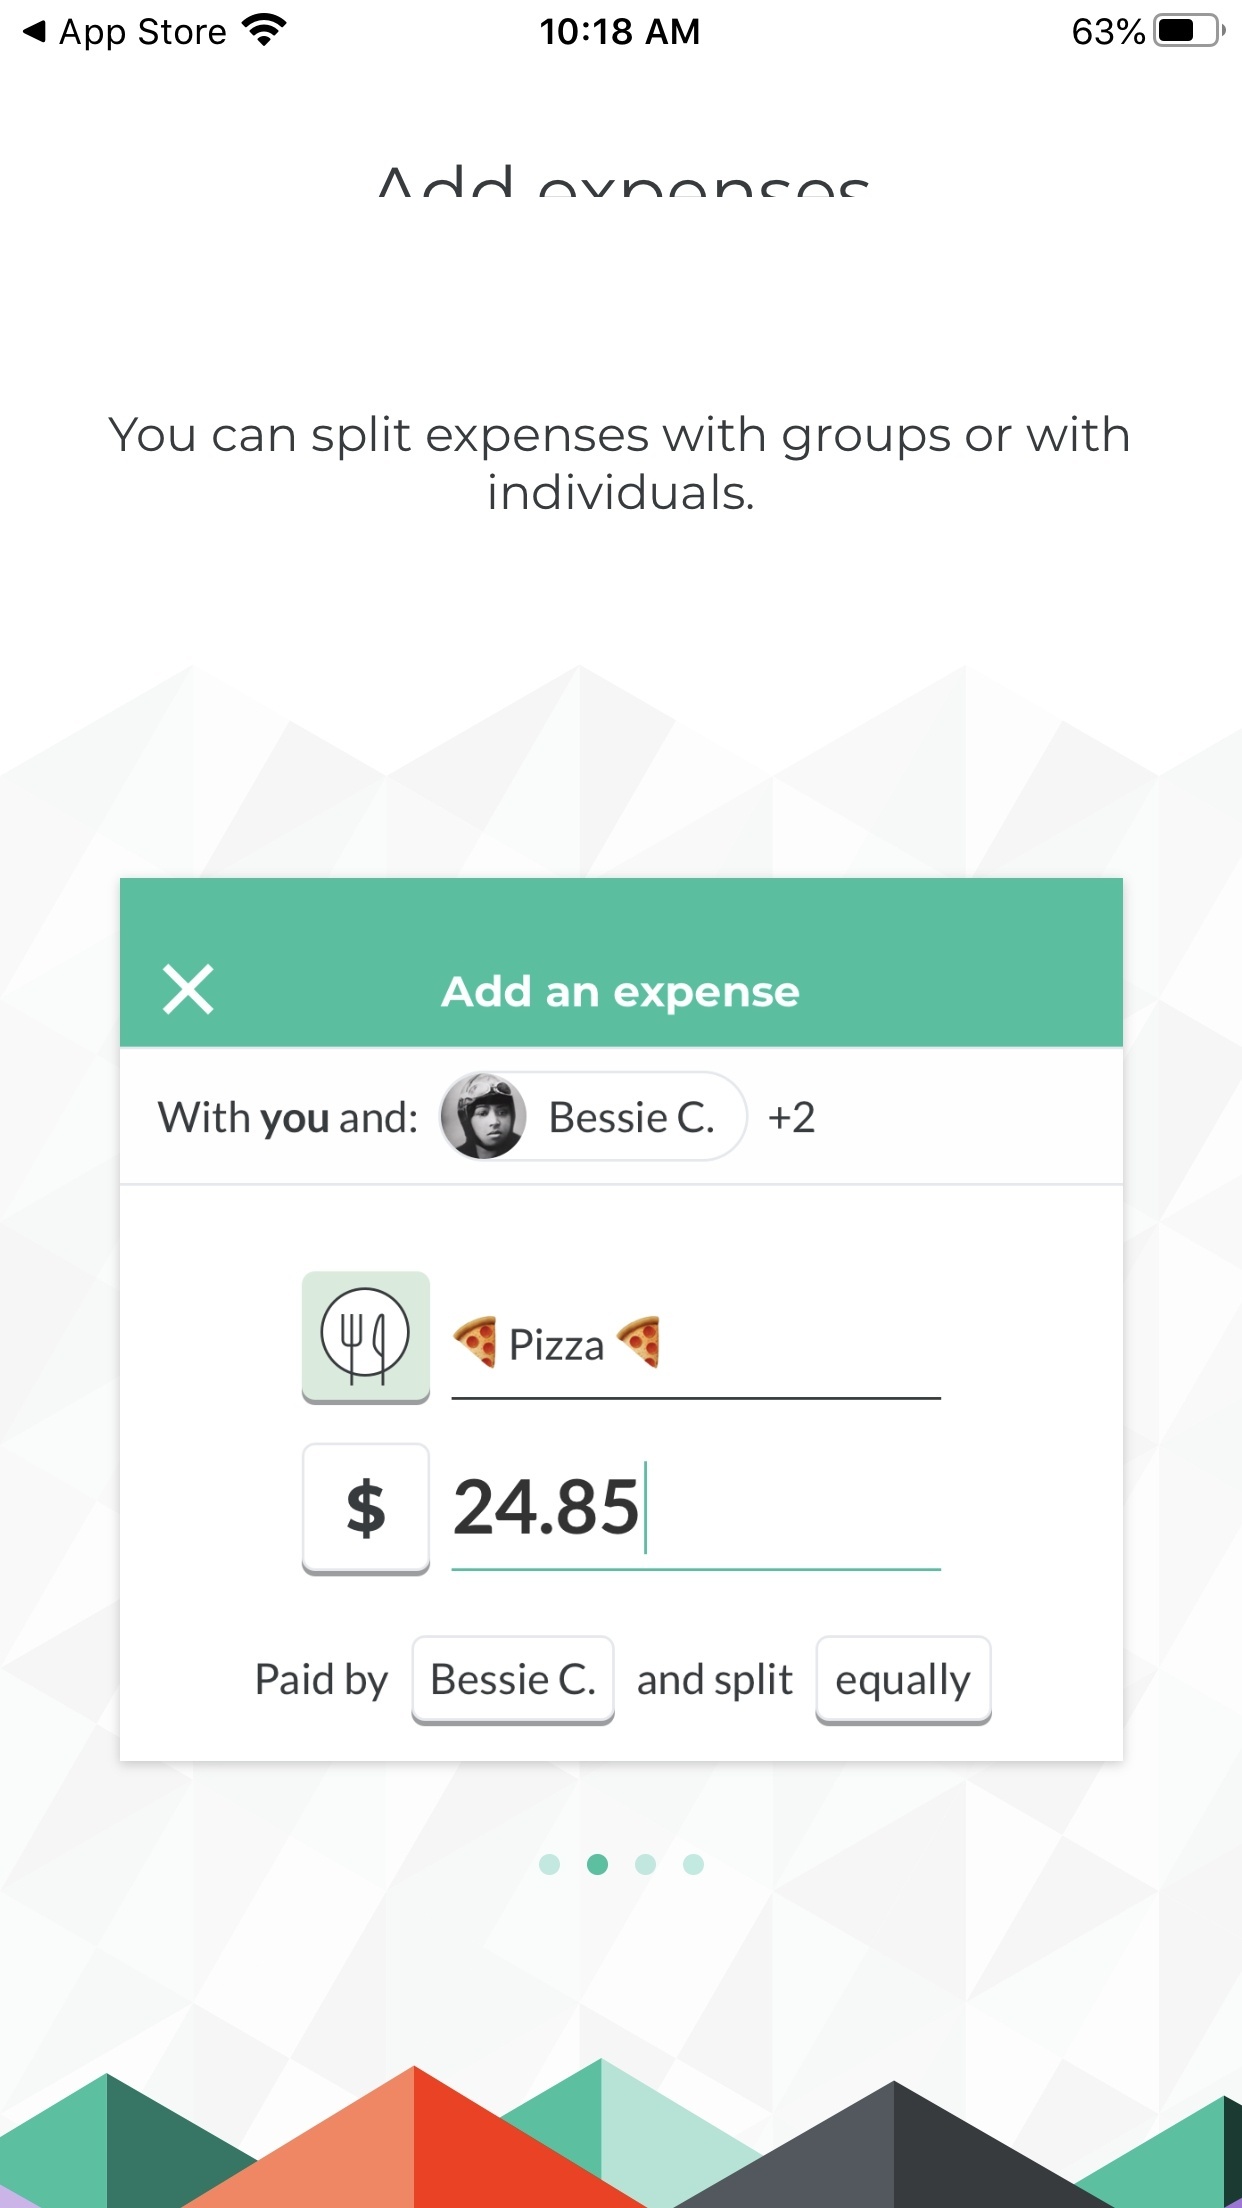 App Store 10:18 AM 63%
Add expenses
You can split expenses with groups or with
individuals.
Add an expense
With you and: Bessie C. +2
🍕 Pizza 🍕
$ 24.85
Paid by Bessie C. and split equally